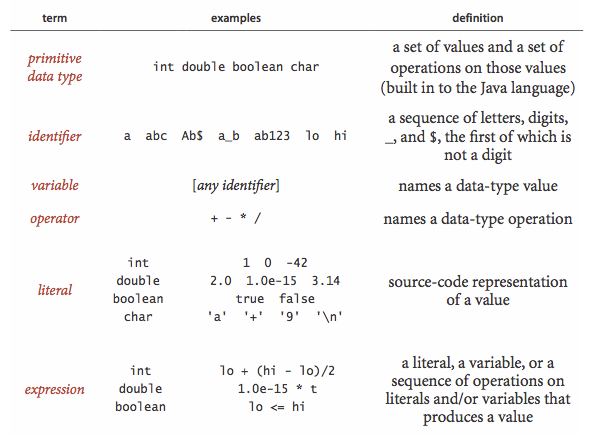 term examples definition
primitive data type int double boolean char a set of values and a set of operations on those values (built in to the Java language)
identifier a abc Ab$ a_b ab123 lo hi a sequence of letters, digits, _, and $, the first of which is not a digit
variable [any identifier] names a data-type value
operator + - * / names a data-type operation
literal
int 1 0 -42
double 2.0 1.0e-15 3.14
boolean true false
char 'a' '+' '9' '\n'
source-code representation
of a value
expression
int lo + (hi - lo)/2
double 1.0e-15 * t
boolean lo <= hi
a literal, a variable, or a
sequence of operations on
literals and/or variables that
produces a value